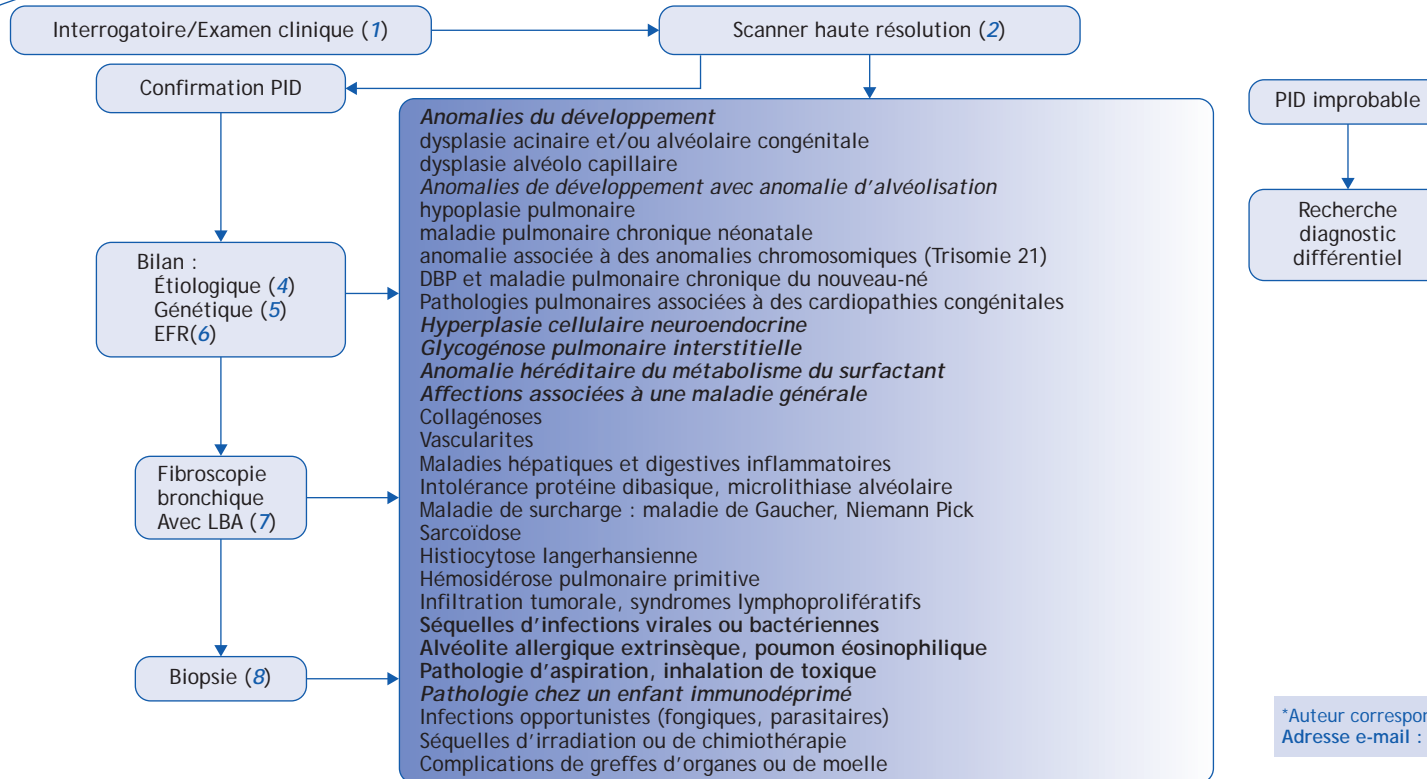 Interrogatoire/Examen clinique (1)
Scanner haute résolution (2)
Confirmation PID
PID improbable
Recherche
diagnostic
différentiel
Bilan :
Étiologique (4)
Génétique (5)
EFR(6)
Fibroscopie
bronchique
Avec LBA (7)
Biopsie (8)
Anomalies du développement
dysplasie acinaire et/ou alvéolaire congénitale
dysplasie alvéolo capillaire
Anomalies de développement avec anomalie d'alvéolisation
hypoplasie pulmonaire
maladie pulmonaire chronique néonatale
anomalie associée à des anomalies chromosomiques (Trisomie 21)
DBP et maladie pulmonaire chronique du nouveau-né
Pathologies pulmonaires associées à des cardiopathies congénitales
Hyperplasie cellulaire neuroendocrine
Glycogénose pulmonaire interstitielle
Anomalie héréditaire du métabolisme du surfactant
Affections associées à une maladie générale
Collagénoses
Vascularites
Maladies hépatiques et digestives inflammatoires
Intolérance protéine dibasique, microlithiase alvéolaire
Maladie de surcharge : maladie de Gaucher, Niemann Pick
Sarcoïdose
Histiocytose langerhansienne
Hémosidérose pulmonaire primitive
Infiltration tumorale, syndromes lymphoprolifératifs
Séquelles d'infections virales ou bactériennes
Alvéolite allergique extrinsèque, poumon éosinophilique
Pathologie d'aspiration, inhalation de toxique
Pathologie chez un enfant immunodéprimé
Infections opportunistes (fongiques, parasitaires)
Séquelles d'irradiation ou de chimiothérapie
Complications de greffes d'organes ou de moelle
*Auteur
Adresse e-mail :